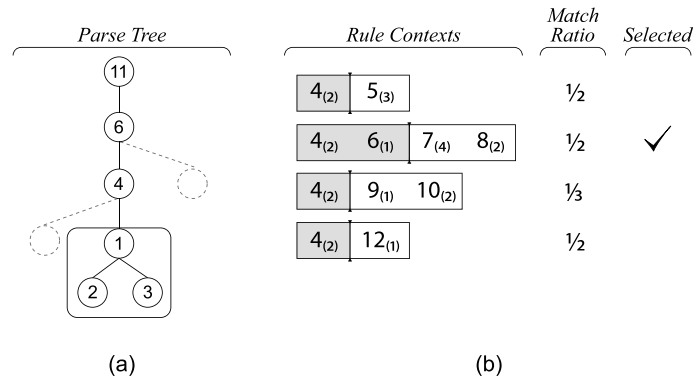 Parse Tree
11
6
4
1
2 3
(a)
Rule Contexts
Match Ratio
Selected
4(2) 5(3) ½
4(2) 6(1) 7(4) 8(2) ½ ✓
4(2) 9(1) 10(2) ⅓
4(2) 12(1) ½
(b)